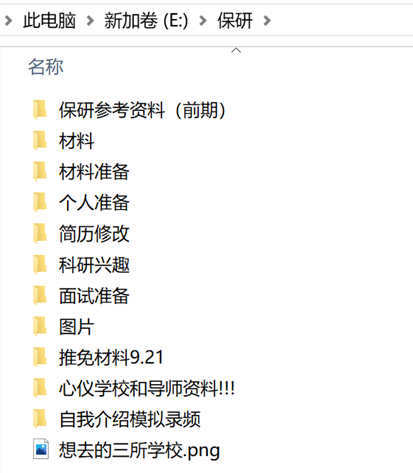 此电脑 > 新加卷 (E:) > 保研 >
名称
保研参考资料（前期）
材料
材料准备
个人准备
简历修改
科研兴趣
面试准备
图片
推免材料9.21
心仪学校和导师资料!!!
自我介绍模拟录频
想去的三所学校.png